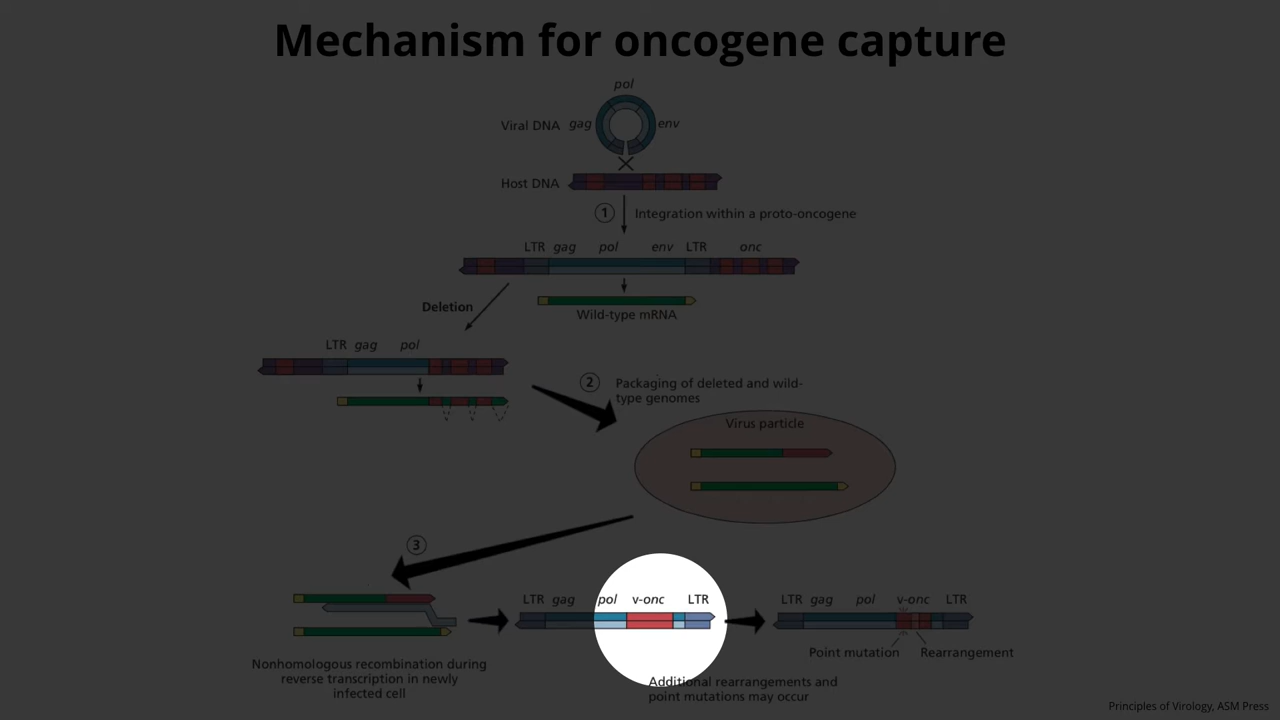 Mechanism for oncogene capture
pol
Viral DNA gag env
Host DNA
1 Integration within a proto-oncogene
LTR gag pol env LTR onc
Deletion
Wild-type mRNA
LTR gag pol
2 Packaging of deleted and wild-
type genomes
Virus particle
3
LTR gag pol v-onc LTR
LTR gag pol v-onc LTR
Point mutation Rearrangement
Nonhomologous recombination during
reverse transcription in newly
infected cell
Additional rearrangements and
point mutations may occur
Principles of Virology, ASM Press